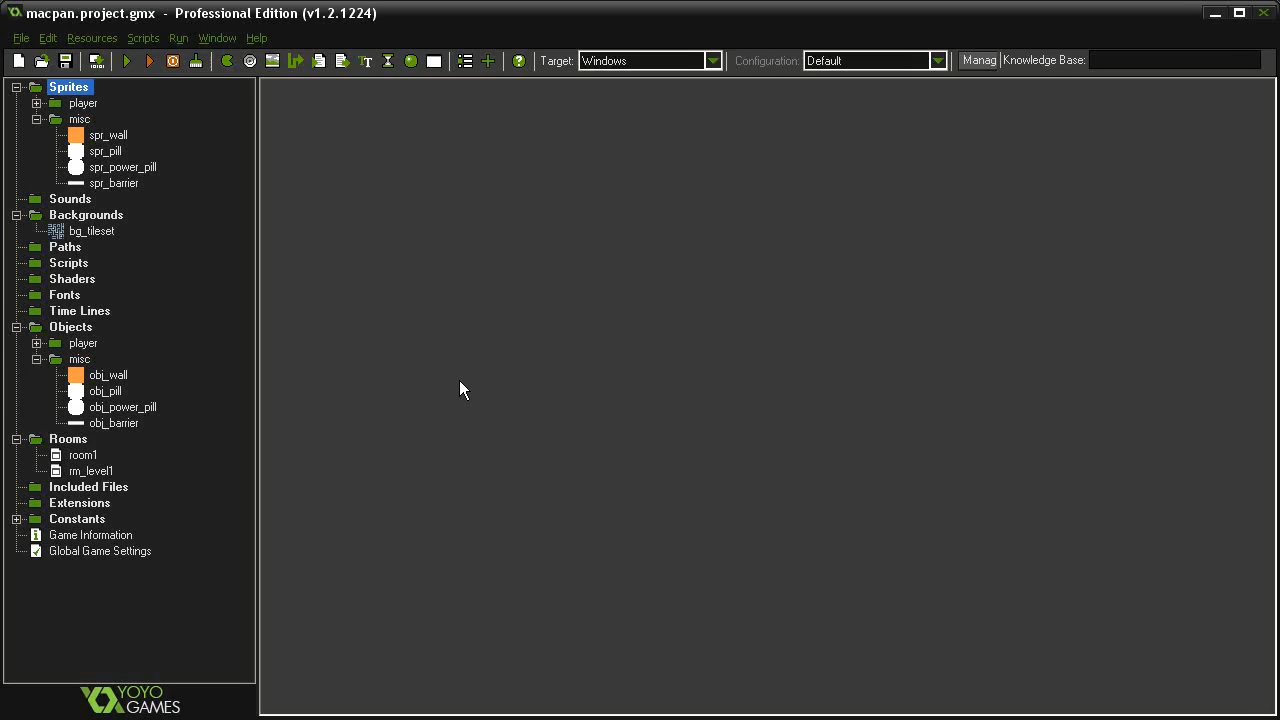 macpan.project.gmx - Professional Edition (v1.2.1224)
File Edit Resources Scripts Run Window Help
Target: Windows Configuration: Default Manag Knowledge Base:
Sprites
player
misc
spr_wall
spr_pill
spr_power_pill
spr_barrier
Sounds
Backgrounds
bg_tileset
Paths
Scripts
Shaders
Fonts
Time Lines
Objects
player
misc
obj_wall
obj_pill
obj_power_pill
obj_barrier
Rooms
room1
rm_level1
Included Files
Extensions
Constants
Game Information
Global Game Settings
YOYO
GAMES